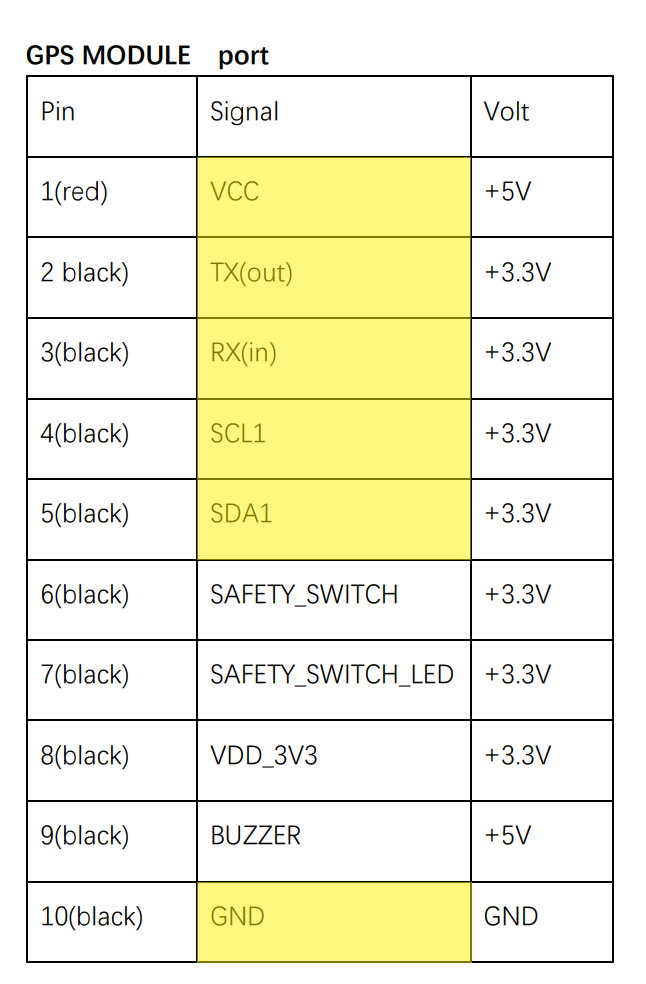 GPS MODULE port
Pin Signal Volt
1(red) VCC +5V
2 black) TX(out) +3.3V
3(black) RX(in) +3.3V
4(black) SCL1 +3.3V
5(black) SDA1 +3.3V
6(black) SAFETY_SWITCH +3.3V
7(black) SAFETY_SWITCH_LED +3.3V
8(black) VDD_3V3 +3.3V
9(black) BUZZER +5V
10(black) GND GND